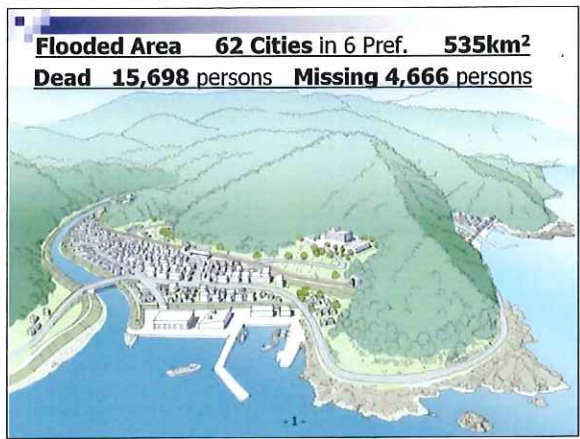 Flooded Area 62 Cities in 6 Pref. 535km²
Dead 15,698 persons Missing 4,666 persons
- 1 -